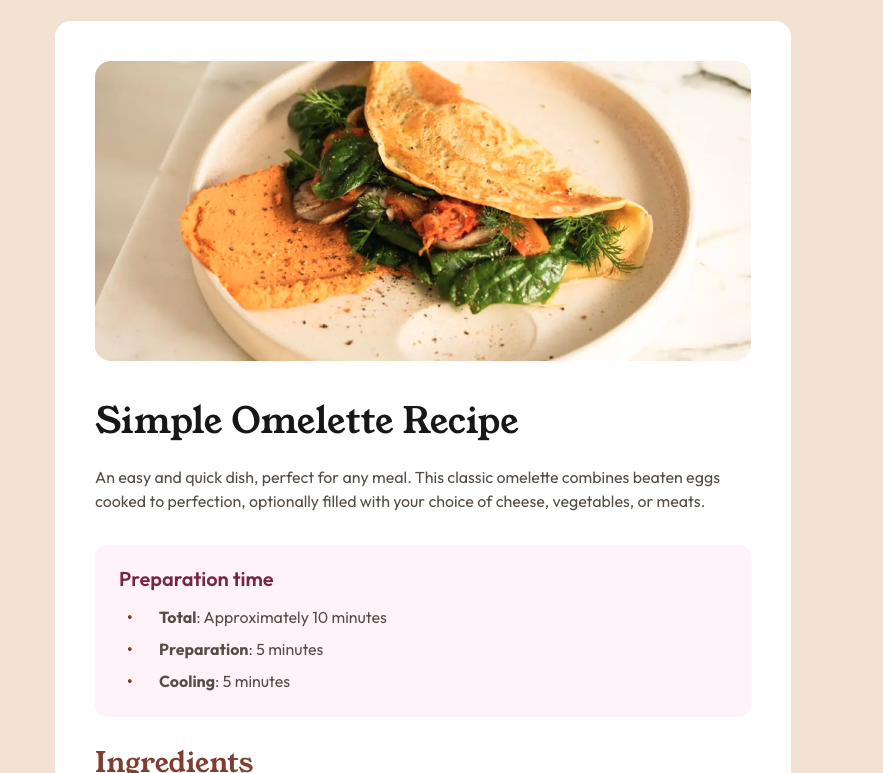 Simple Omelette Recipe
An easy and quick dish, perfect for any meal. This classic omelette combines beaten eggs
cooked to perfection, optionally filled with your choice of cheese, vegetables, or meats.
Preparation time
• Total: Approximately 10 minutes
• Preparation: 5 minutes
• Cooling: 5 minutes
Ingredients